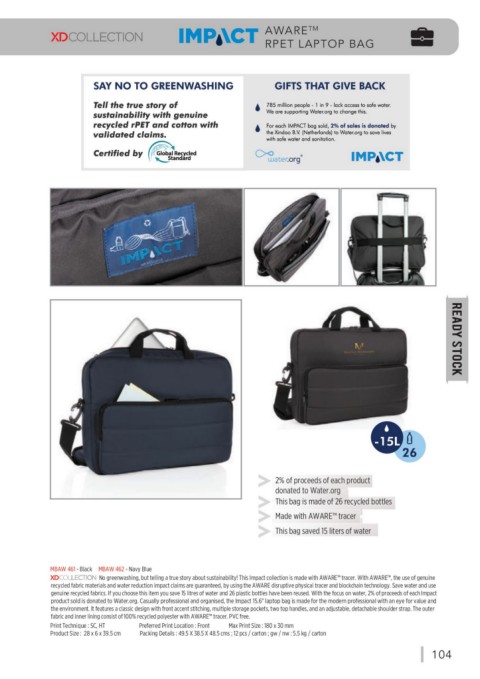 XDCOLLECTION IMPACT AWARE™
RPET LAPTOP BAG
SAY NO TO GREENWASHING
Tell the true story of
sustainability with genuine
recycled rPET and cotton with
validated claims.
Certified by Global Recycled
Standard
GIFTS THAT GIVE BACK
785 million people - 1 in 9 - lack access to safe water.
We are supporting Water.org to change this.
For each IMPACT bag sold, 2% of sales is donated by
the Xindao B.V. (Netherlands) to Water.org to save lives
with safe water and sanitation.
water.org IMPACT
IMPACT
READY STOCK
-15L
26
2% of proceeds of each product
donated to Water.org
This bag is made of 26 recycled bottles
Made with AWARE™ tracer
This bag saved 15 liters of water
MBAW 461 - Black MBAW 462 - Navy Blue
XDCOLLECTION No greenwashing, but telling a true story about sustainability! This Impact collection is made with AWARE™ tracer. With AWARE™, the use of genuine
recycled fabric materials and water reduction impact claims are guaranteed, by using the AWARE disruptive physical tracer and blockchain technology. Save water and use
genuine recycled fabrics. If you choose this item you save 15 litres of water and 26 plastic bottles have been reused. With the focus on water, 2% of proceeds of each Impact
product sold is donated to Water.org. Casually professional and organised, the Impact 15.6" laptop bag is made for the modern professional with an eye for value and
the environment. It features a classic design with front accent stitching, multiple storage pockets, two top handles, and an adjustable, detachable shoulder strap. The outer
fabric and inner lining consist of 100% recycled polyester with AWARE™ tracer. PVC free.
Print Technique : SC, HT Preferred Print Location : Front Max Print Size : 180 x 30 mm
Product Size : 28 x 6 x 39.5 cm Packing Details : 49.5 X 38.5 X 48.5 cms ; 12 pcs / carton ; gw / nw : 5.5 kg / carton
104